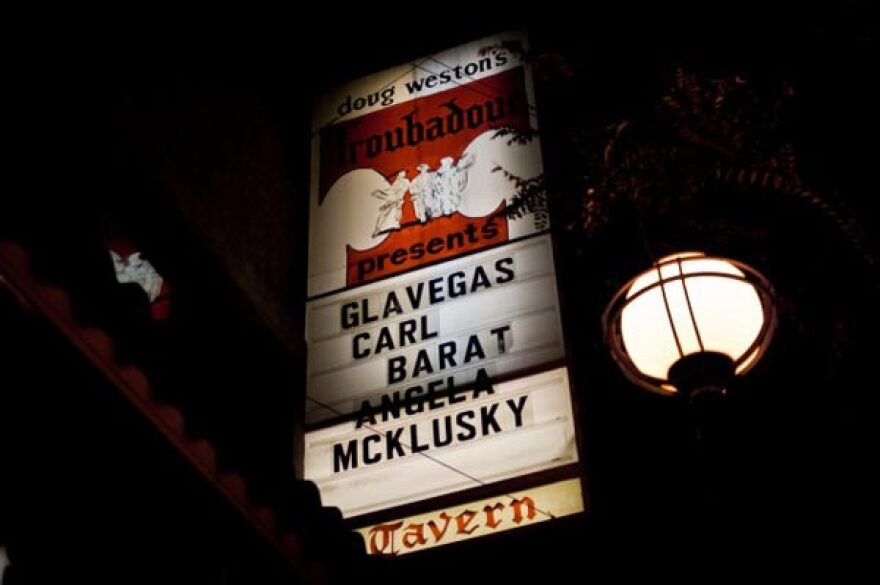 doug weston's
Troubadour
presents
GLAVEGAS
CARL
BARAT
ANGELA
MCKLUSKY
Tavern